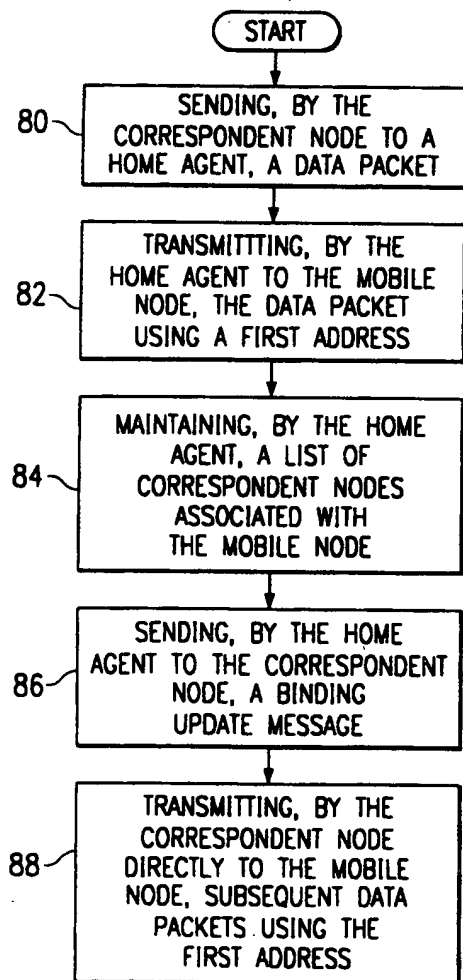 START
80
SENDING, BY THE
CORRESPONDENT NODE TO A
HOME AGENT, A DATA PACKET
82
TRANSMITTTING, BY THE
HOME AGENT TO THE MOBILE
NODE, THE DATA PACKET
USING A FIRST ADDRESS
84
MAINTAINING, BY THE HOME
AGENT, A LIST OF
CORRESPONDENT NODES
ASSOCIATED WITH
THE MOBILE NODE
86
SENDING, BY THE HOME
AGENT TO THE CORRESPONDENT
NODE, A BINDING
UPDATE MESSAGE
88
TRANSMITTING, BY THE
CORRESPONDENT NODE
DIRECTLY TO THE MOBILE
NODE, SUBSEQUENT DATA
PACKETS USING THE
FIRST ADDRESS